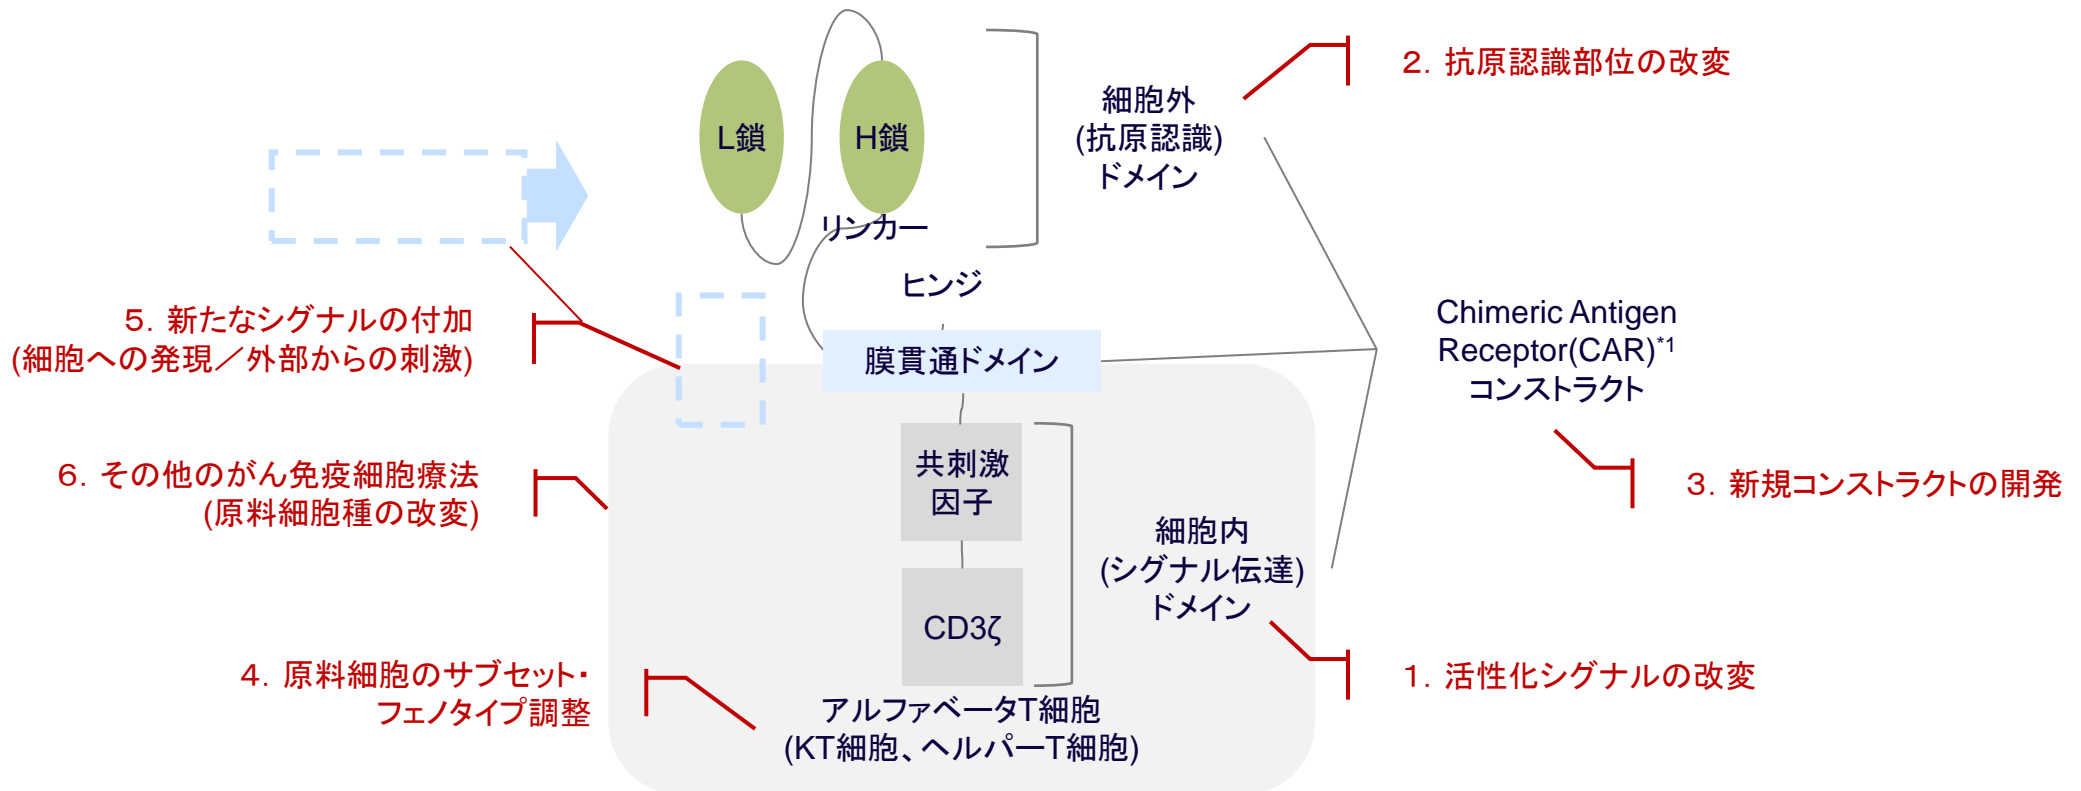 2. 抗原認識部位の改変
細胞外
(抗原認識)
ドメイン
L鎖
H鎖
リンカー
ヒンジ
5. 新たなシグナルの付加
(細胞への発現／外部からの刺激)
膜貫通ドメイン
Chimeric Antigen
Receptor(CAR)*1
コンストラクト
共刺激
因子
6. その他のがん免疫細胞療法
(原料細胞種の改変)
3. 新規コンストラクトの開発
細胞内
(シグナル伝達)
ドメイン
CD3ζ
4. 原料細胞のサブセット・
フェノタイプ調整
1. 活性化シグナルの改変
アルファベータT細胞
(KT細胞、ヘルパーT細胞)